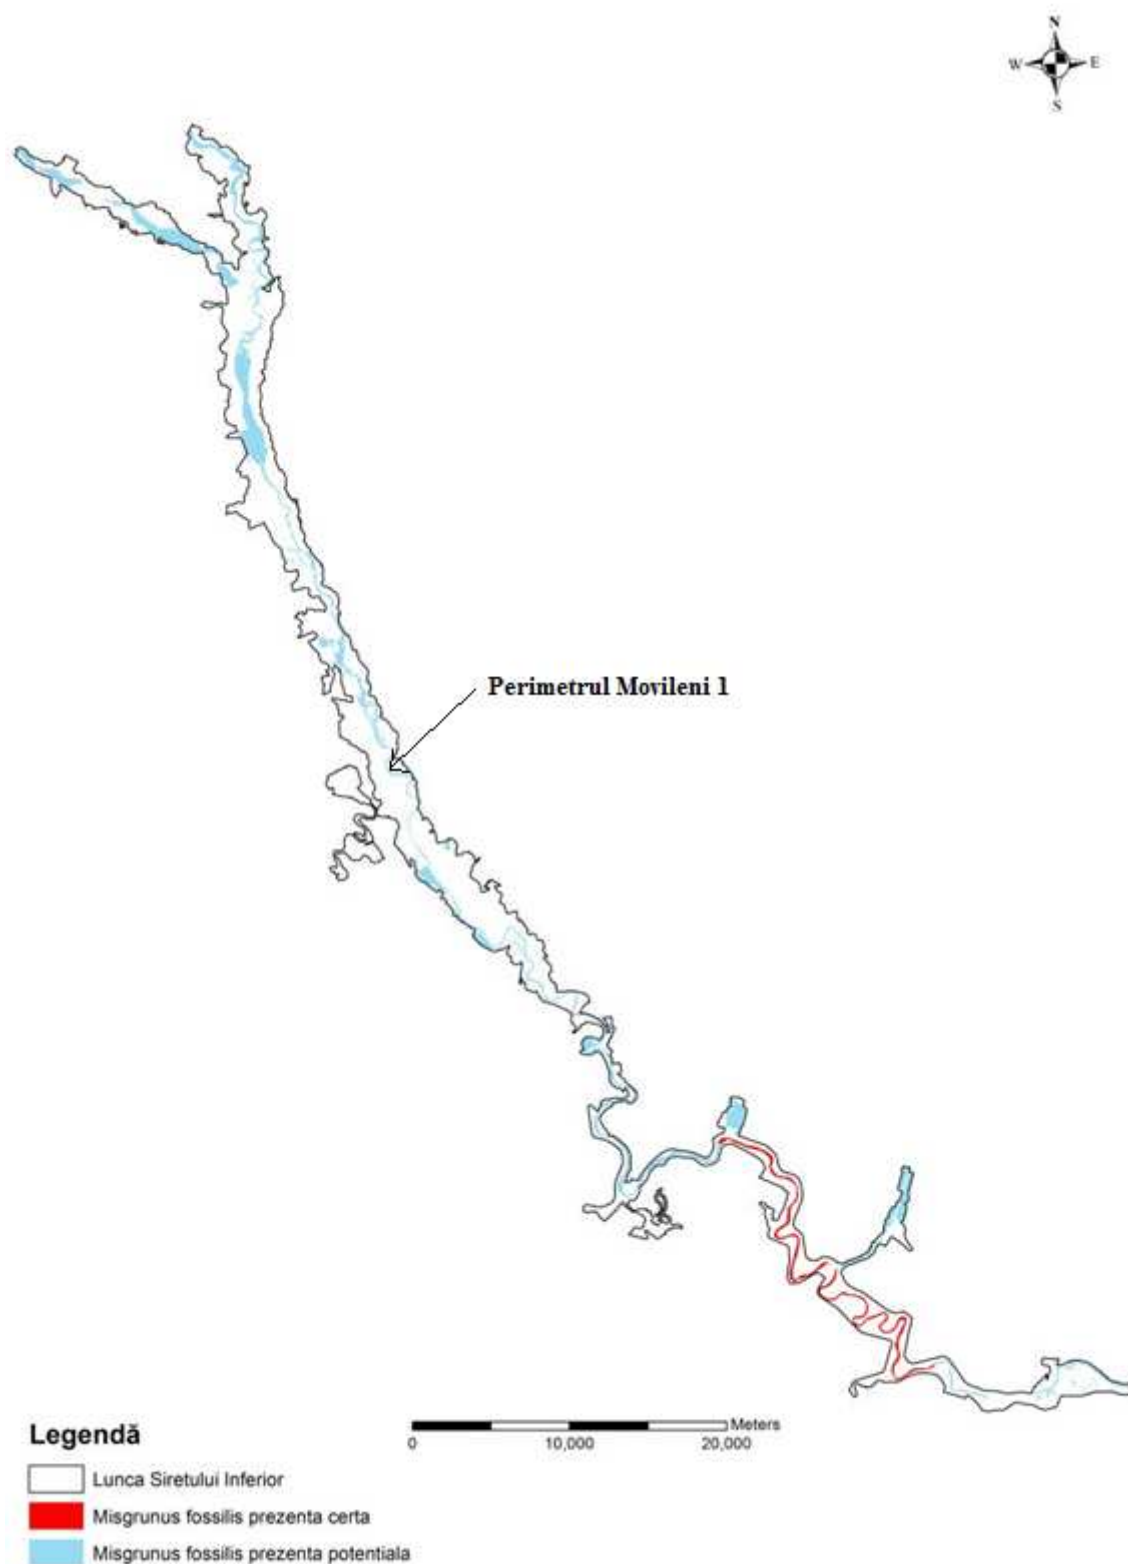 N
W E
S
Perimetrul Movileni 1
Legendă
Meters
0 10,000 20,000
Lunca Siretului Inferior
Misgrunus fossilis prezenta certa
Misgrunus fossilis prezenta potentiala